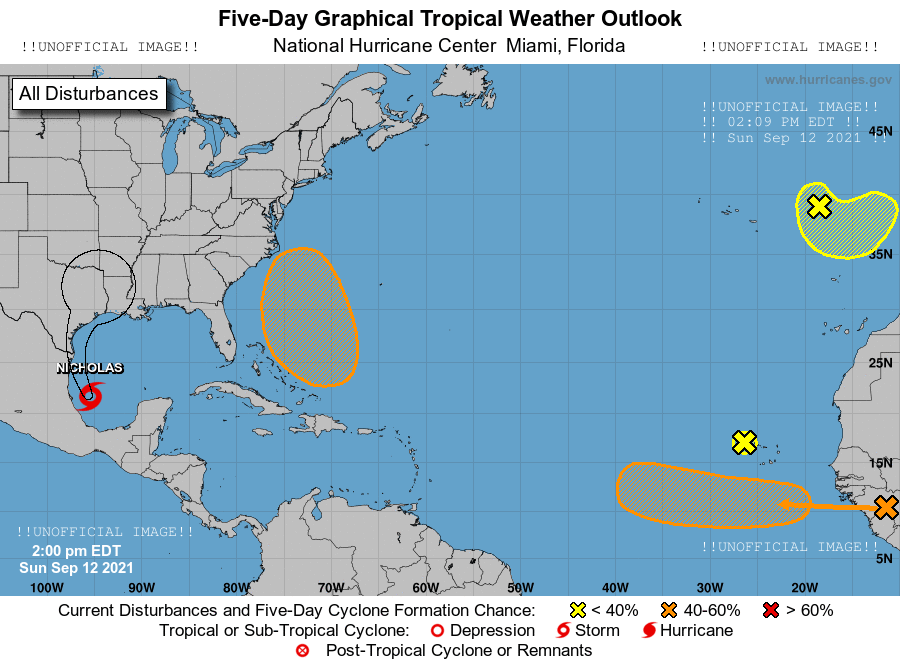 Five-Day Graphical Tropical Weather Outlook
!!UNOFFICIAL IMAGE!! National Hurricane Center Miami, Florida !!UNOFFICIAL IMAGE!!
All Disturbances
www.hurricanes.gov
!!UNOFFICIAL IMAGE!!
!! 02:09 PM EDT !!
45N
!! Sun Sep 12 2021 !!
35N
NICHOLAS
25N
15N
!!UNOFFICIAL IMAGE!!
2:00 pm EDT
Sun Sep 12 2021
!!UNOFFICIAL IMAGE!!
5N
100W 90W 80W 70W 60W 50W 40W 30W 20W
Current Disturbances and Five-Day Cyclone Formation Chance: < 40% 40-60% > 60%
Tropical or Sub-Tropical Cyclone: Depression Storm Hurricane
Post-Tropical Cyclone or Remnants